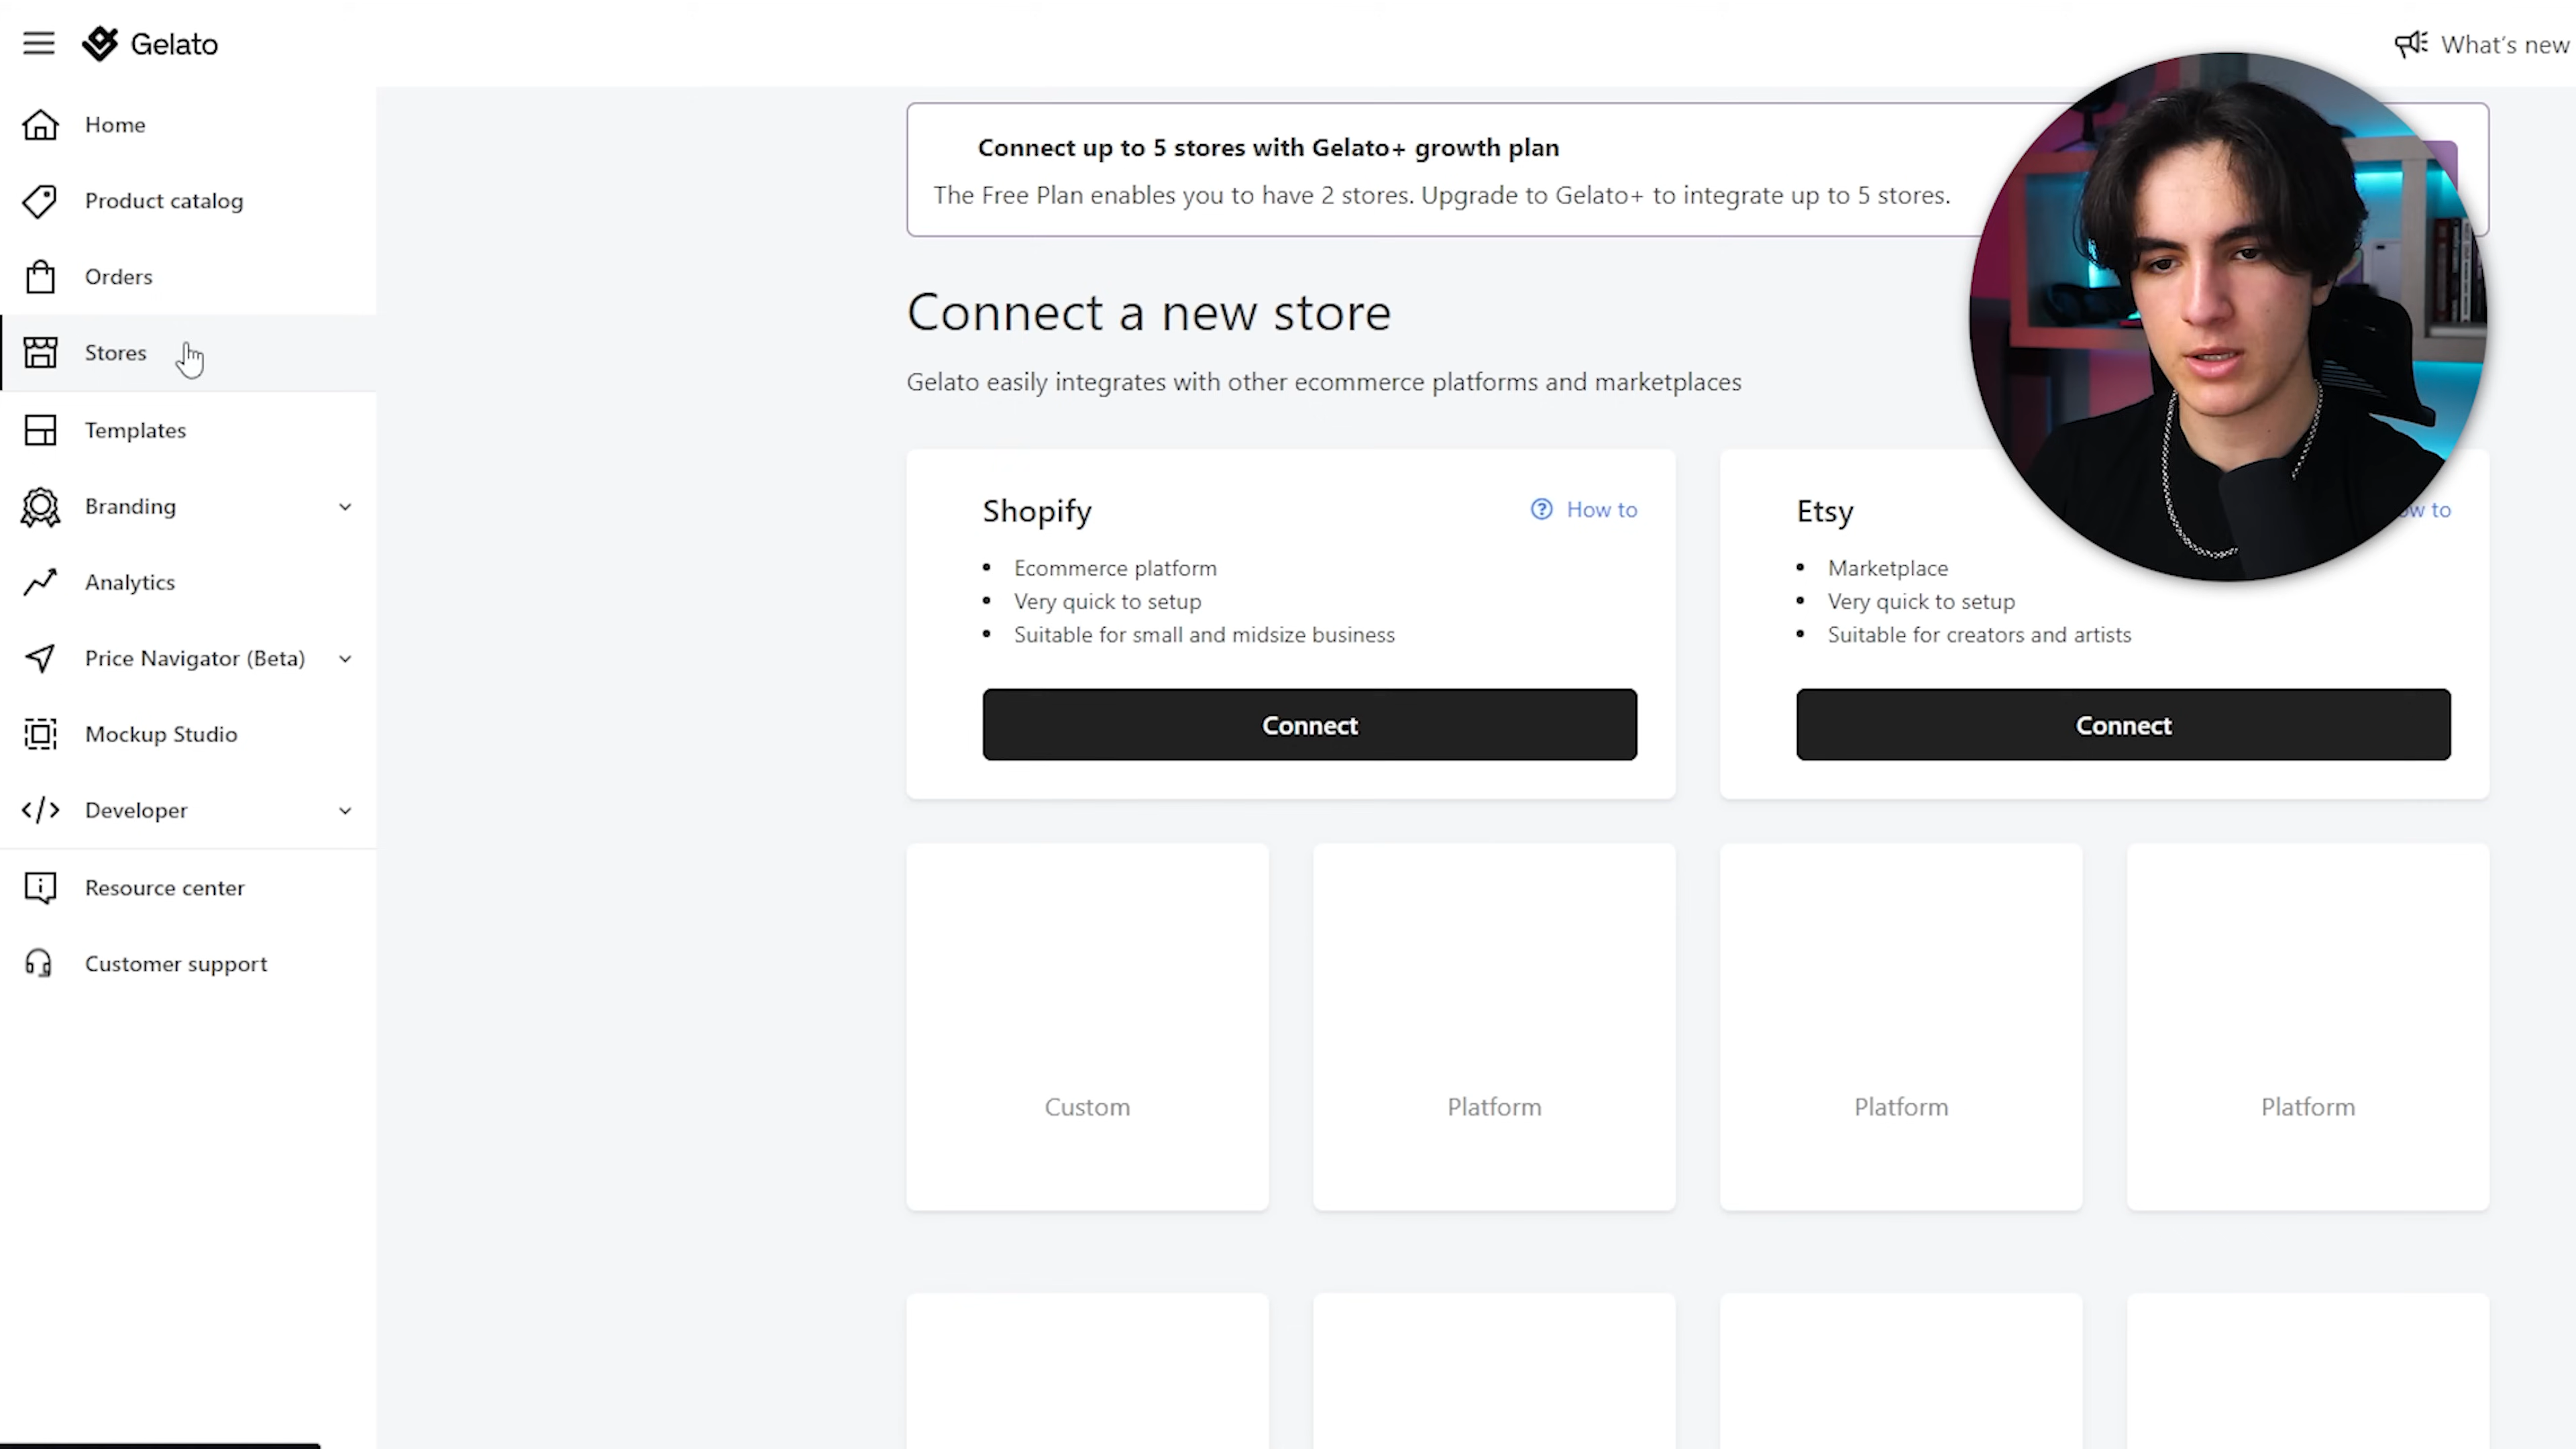 Gelato
What's new
Home
Product catalog
Orders
Stores
Templates
Branding
Analytics
Price Navigator (Beta)
Mockup Studio
Developer
Resource center
Customer support
Connect up to 5 stores with Gelato+ growth plan
The Free Plan enables you to have 2 stores. Upgrade to Gelato+ to integrate up to 5 stores.
Connect a new store
Gelato easily integrates with other ecommerce platforms and marketplaces
Shopify
How to
• Ecommerce platform
• Very quick to setup
• Suitable for small and midsize business
Connect
Etsy
to
• Marketplace
• Very quick to setup
• Suitable for creators and artists
Connect
Custom
Platform
Platform
Platform